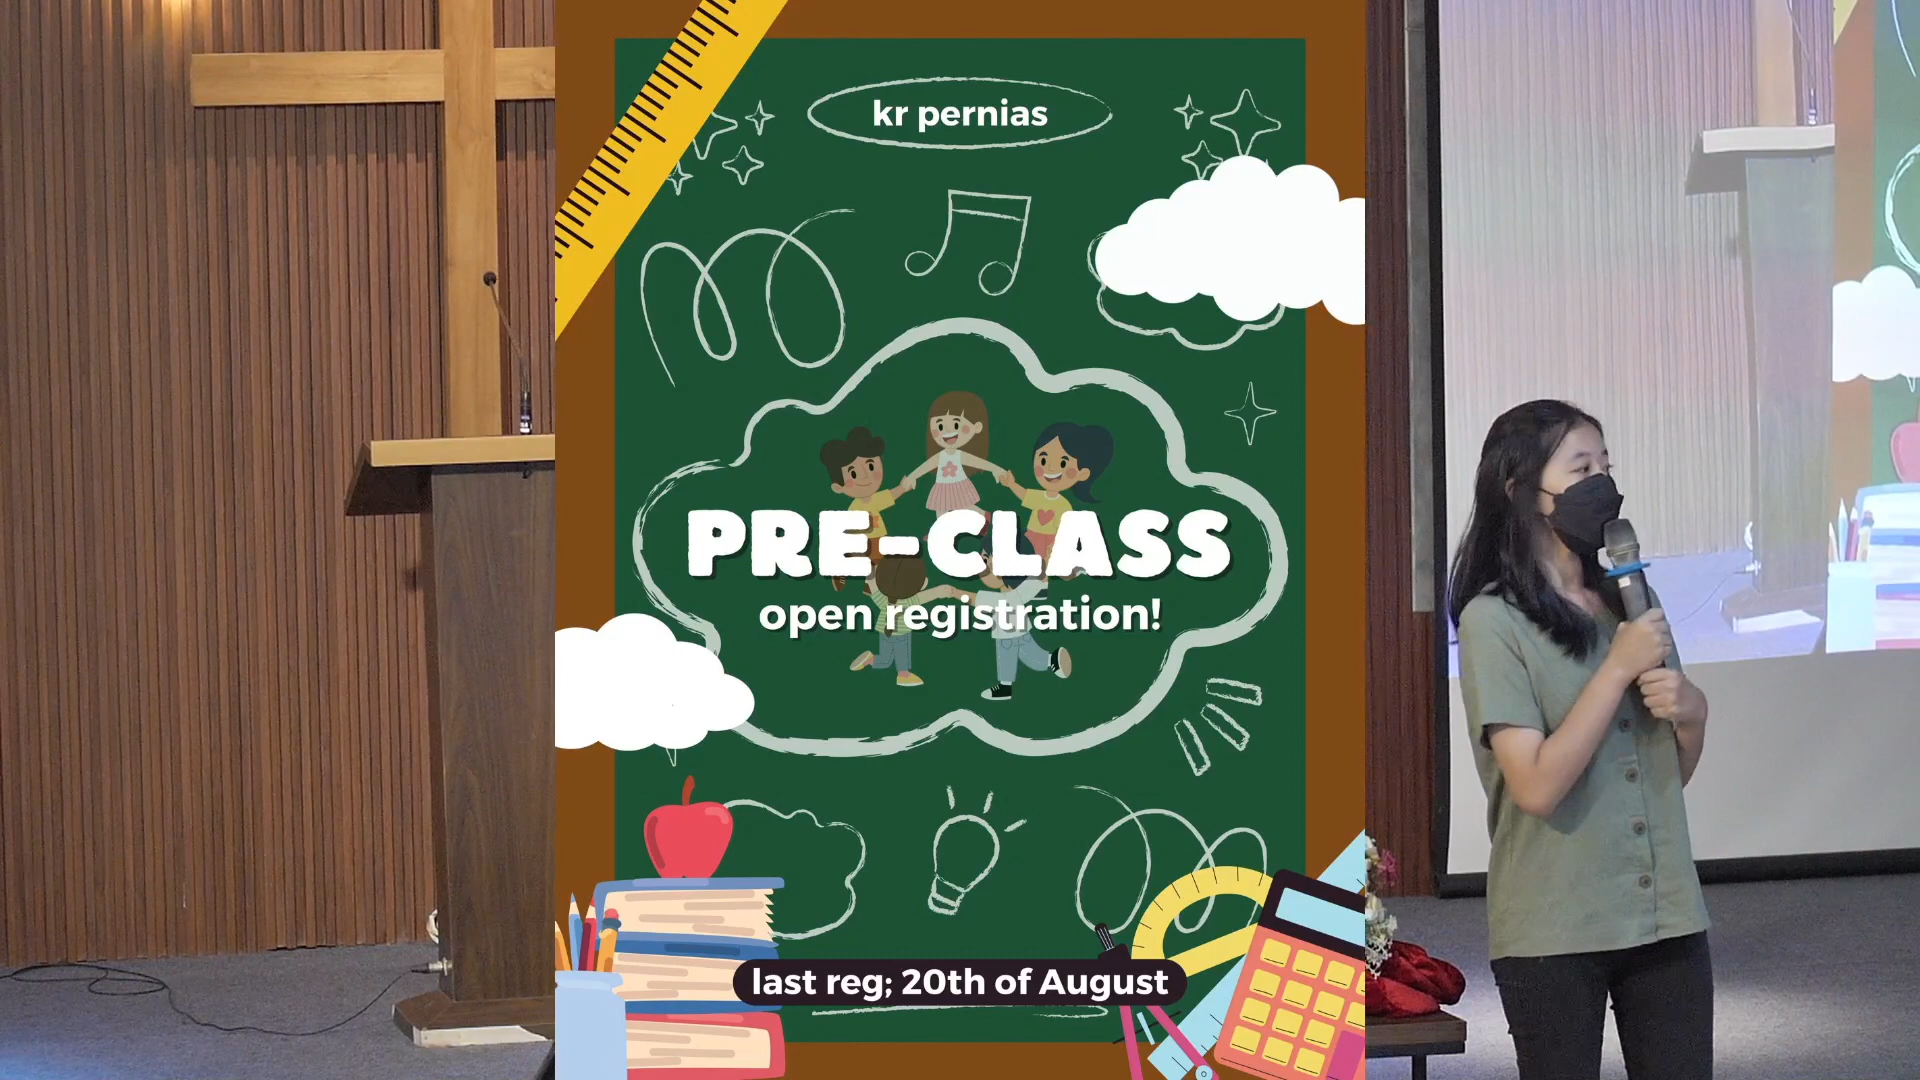 kr pernias
PRE-CLASS
open registration!
last reg; 20th of August